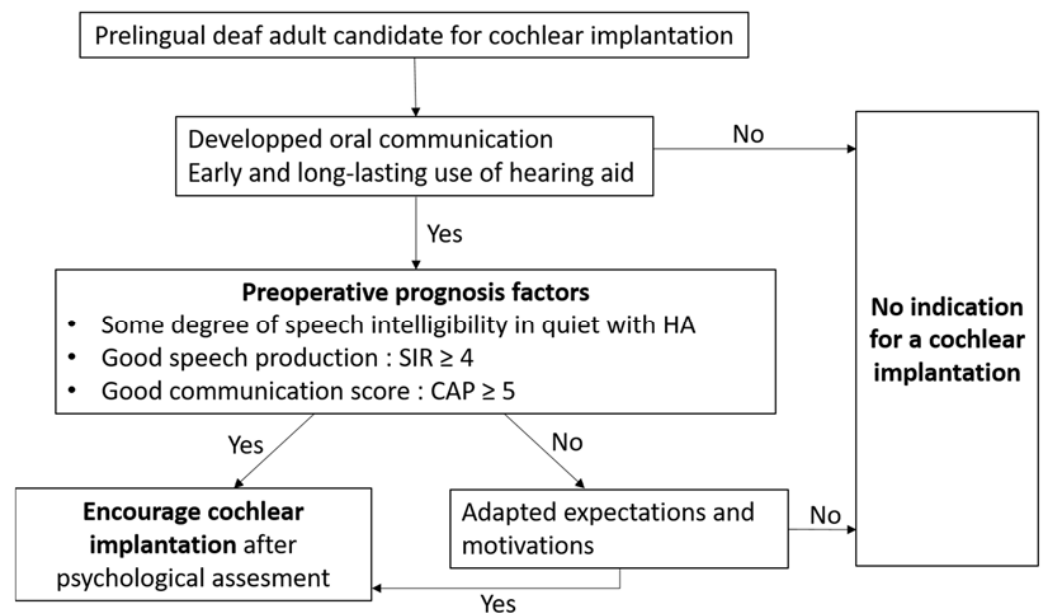 Prelingual deaf adult candidate for cochlear implantation
Developped oral communication
Early and long-lasting use of hearing aid
No
Yes
Preoperative prognosis factors
• Some degree of speech intelligibility in quiet with HA
• Good speech production : SIR ≥ 4
• Good communication score : CAP ≥ 5
No indication
for a cochlear
implantation
Yes
No
Encourage cochlear
implantation after
psychological assesment
Adapted expectations and
motivations
No
Yes